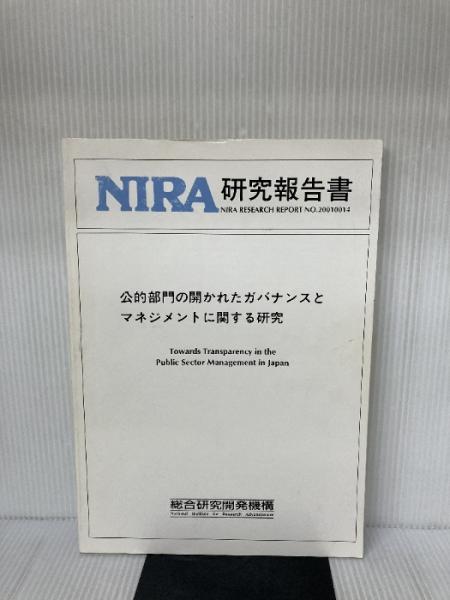 NIRA 研究報告書
NIRA RESEARCH REPORT NO.20010014
公的部門の開かれたガバナンスと
マネジメントに関する研究
Towards Transparency in the
Public Sector Management in Japan
総合研究開発機構
National Institute for Research Advancement